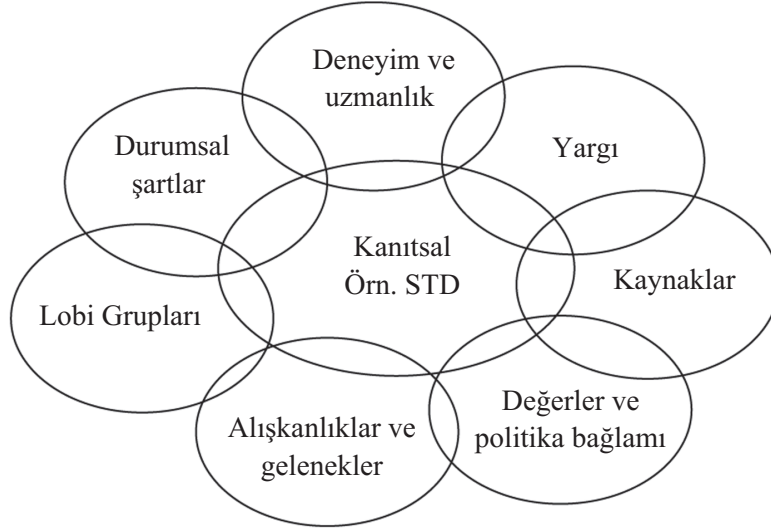 Deneyim ve
uzmanlık
Yargı
Durumsal
şartlar
Kanıtsal
Örn. STD
Kaynaklar
Lobi Grupları
Değerler ve
politika bağlamı
Alışkanlıklar ve
gelenekler